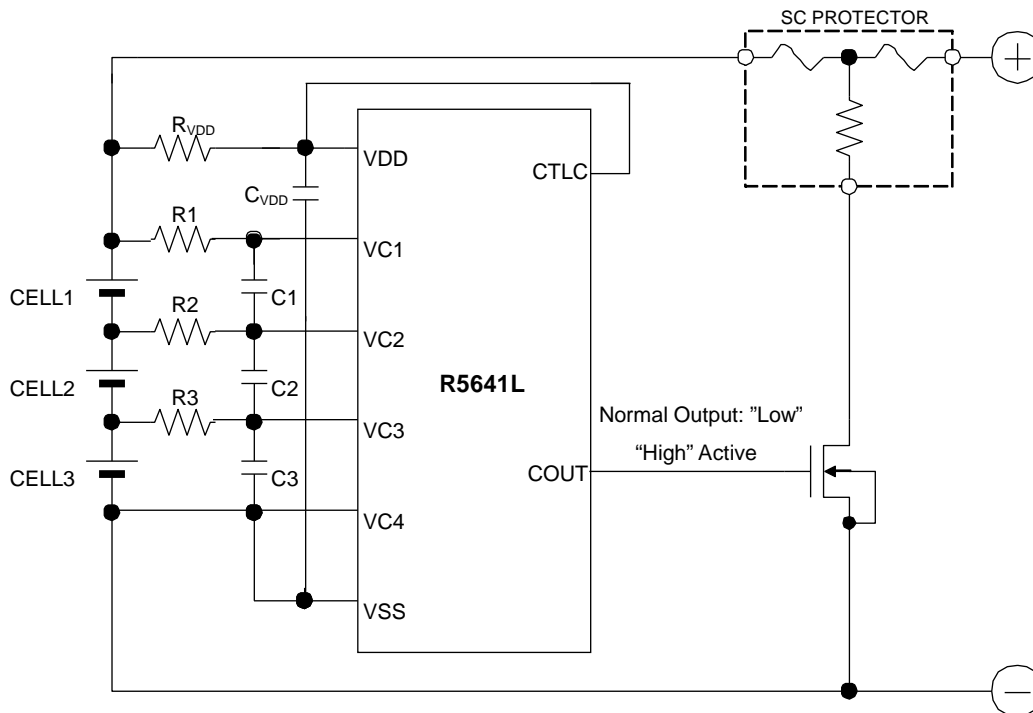 SC PROTECTOR
+
RVDD
VDD
CTLC
CVDD
R1
VC1
CELL1
C1
R2
VC2
R5641L
CELL2
C2
R3
Normal Output: ”Low”
VC3
“High” Active
CELL3
C3
COUT
VC4
VSS
−